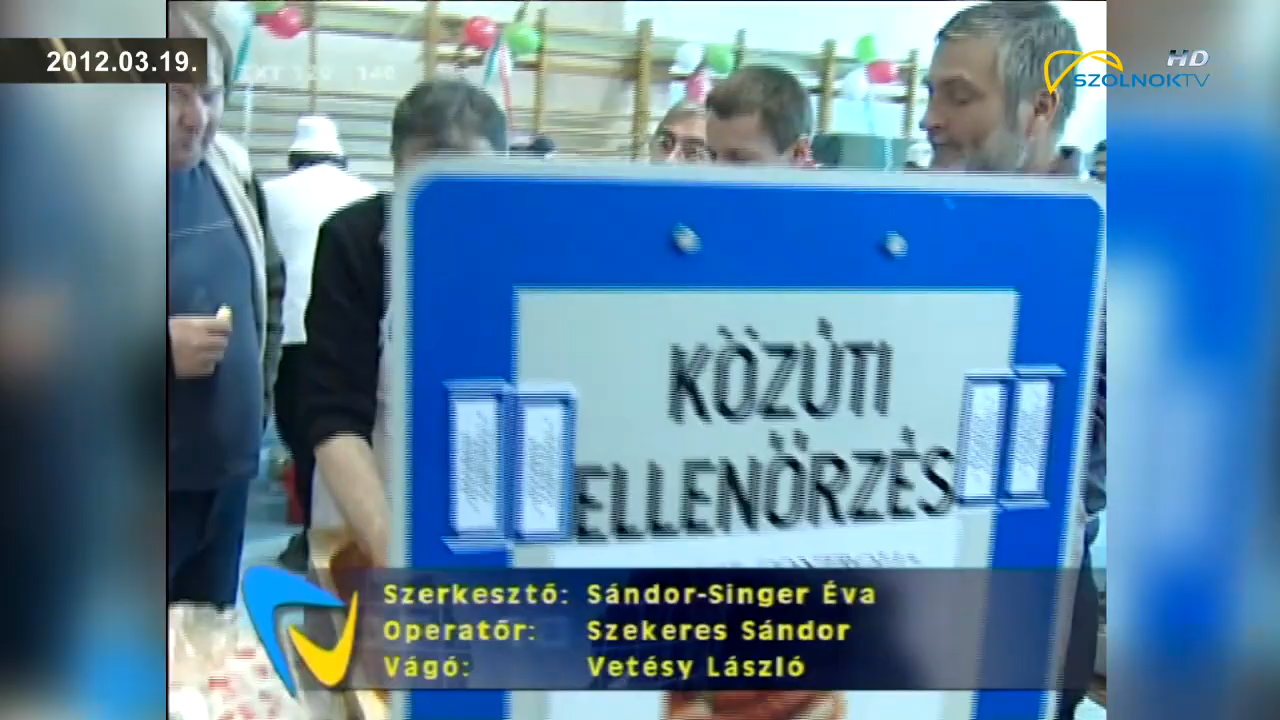 2012.03.19.
HD
SZOLNOKTV
KÖZÚTI
ELLENŐRZÉS
Szerkesztő: Sándor-Singer Éva
Operatőr: Szekeres Sándor
Vágó: Vetésy László